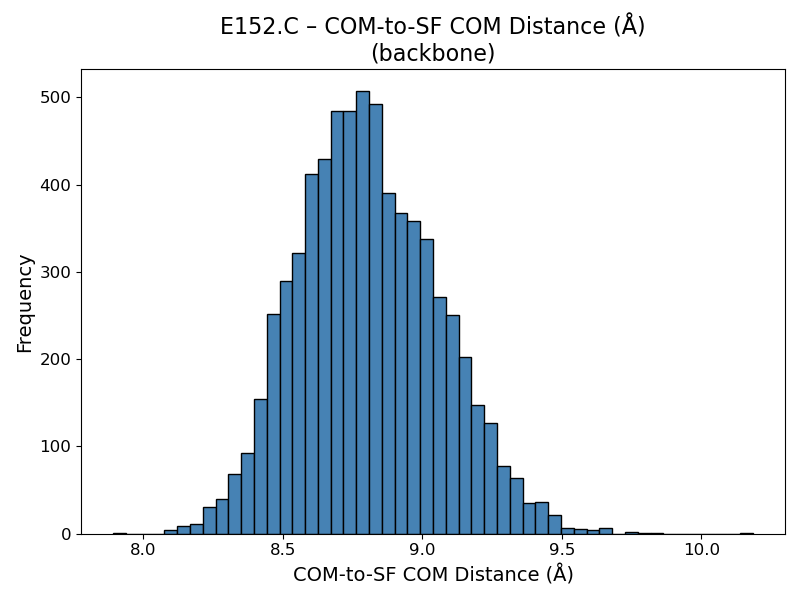 E152.C – COM-to-SF COM Distance (Å)
(backbone)
500
400
300
200
100
0
Frequency
8.0 8.5 9.0 9.5 10.0
COM-to-SF COM Distance (Å)